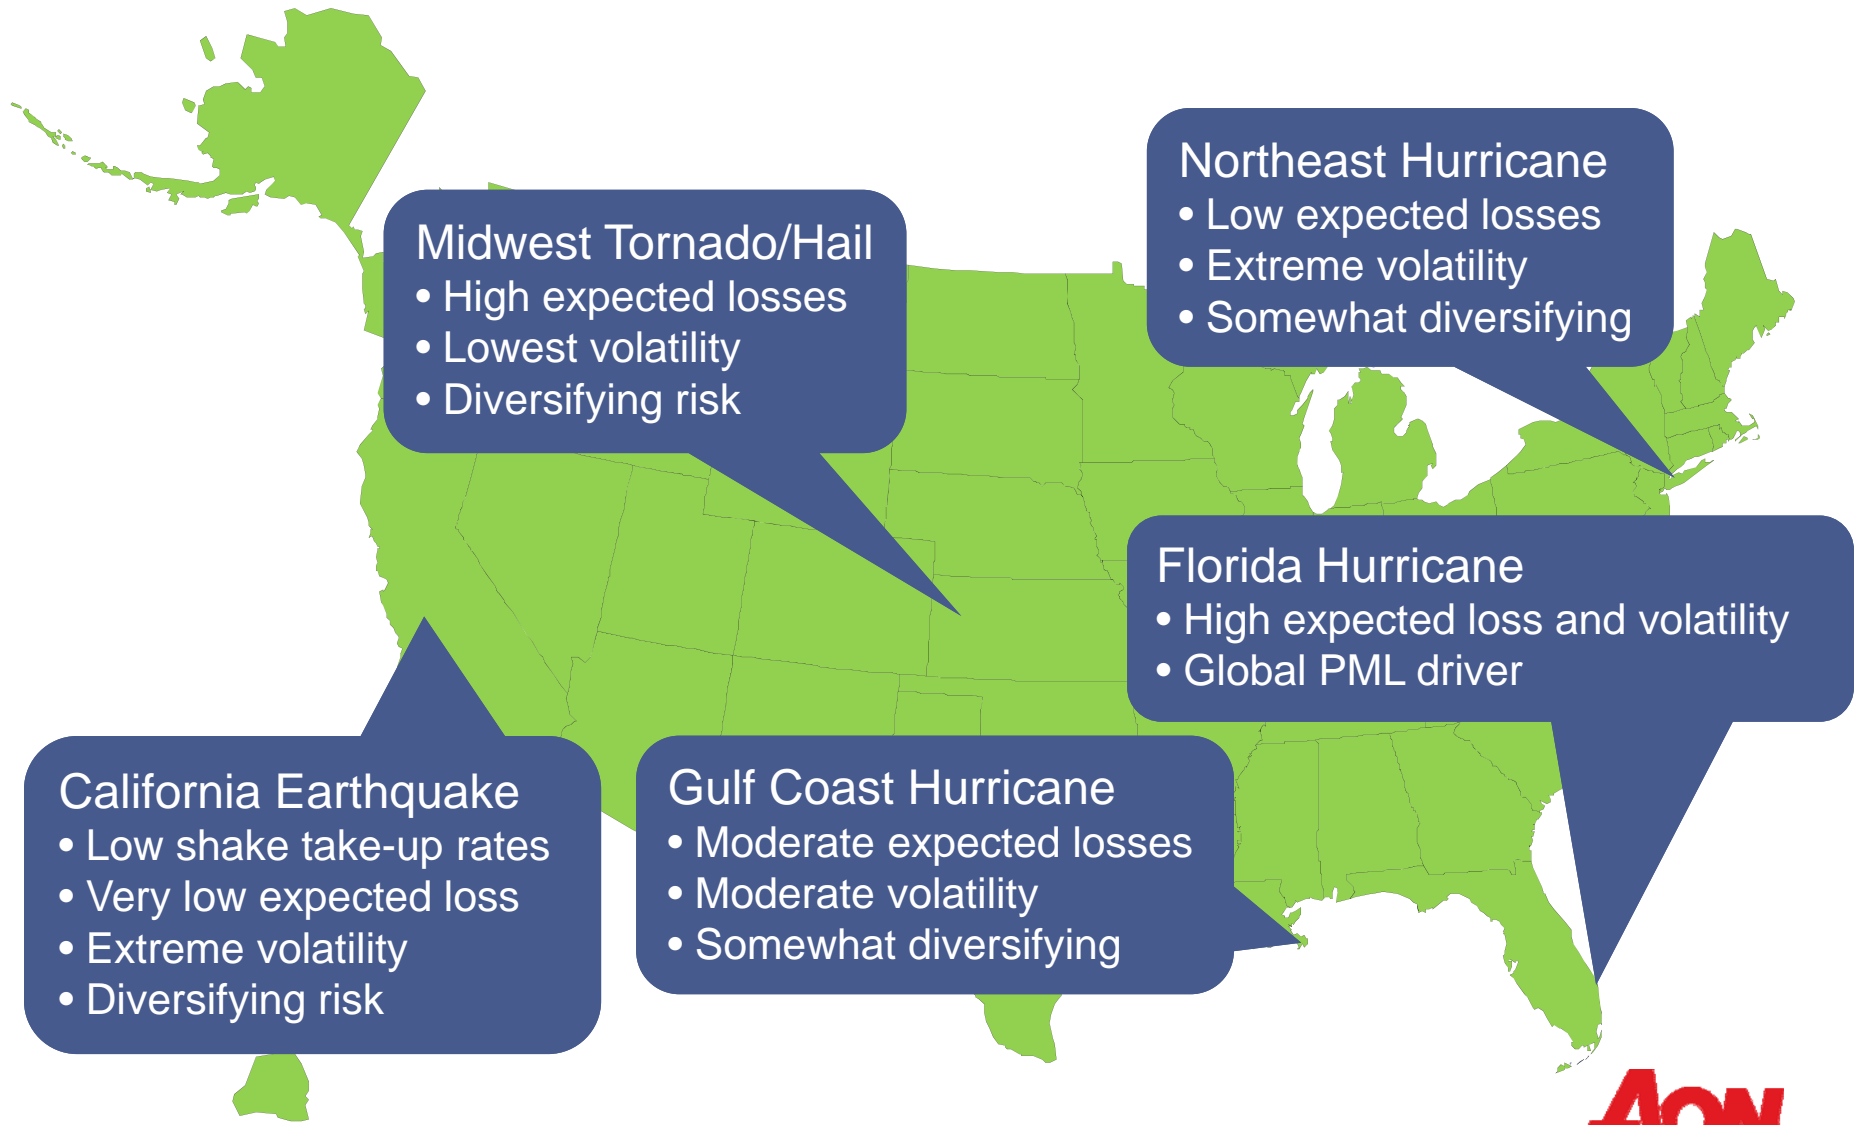 Northeast Hurricane
• Low expected losses
• Extreme volatility
• Somewhat diversifying
Midwest Tornado/Hail
• High expected losses
• Lowest volatility
• Diversifying risk
Florida Hurricane
• High expected loss and volatility
• Global PML driver
California Earthquake
• Low shake take-up rates
• Very low expected loss
• Extreme volatility
• Diversifying risk
Gulf Coast Hurricane
• Moderate expected losses
• Moderate volatility
• Somewhat diversifying
AON